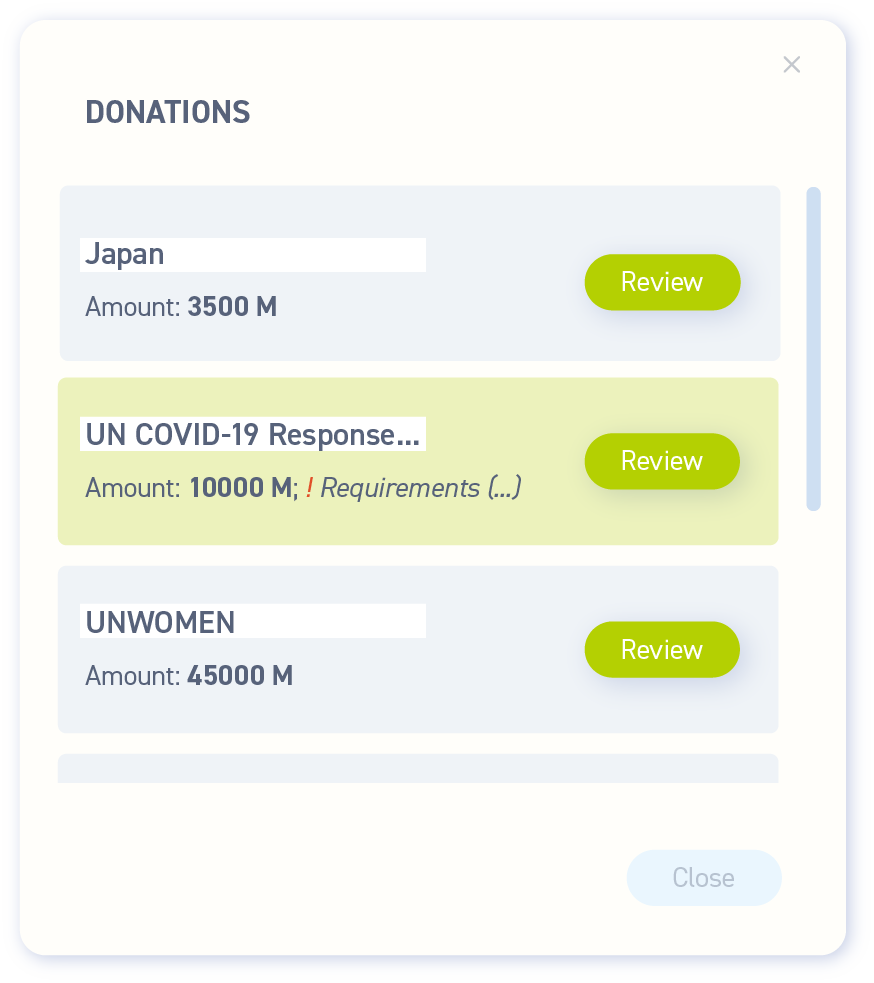 DONATIONS
Japan
Amount: 3500 M
Review
UN COVID-19 Response...
Amount: 10000 M; ! Requirements (...)
Review
UNWOMEN
Amount: 45000 M
Review
Close